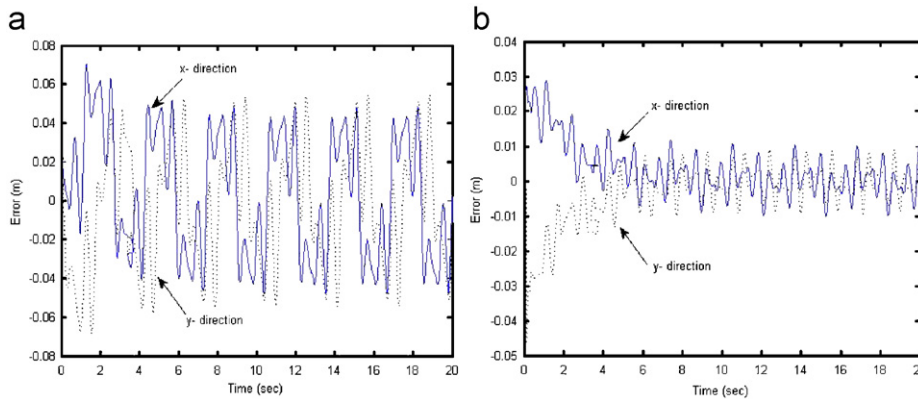 a
0.08
0.06
0.04
0.02
0
-0.02
-0.04
-0.06
-0.08
Error (m)
x- direction
y- direction
0 2 4 6 8 10 12 14 16 18 20
Time (sec)
b
0.04
0.03
0.02
0.01
0
-0.01
-0.02
-0.03
-0.04
-0.05
Error (m)
x- direction
y- direction
0 2 4 6 8 10 12 14 16 18 2
Time (sec)